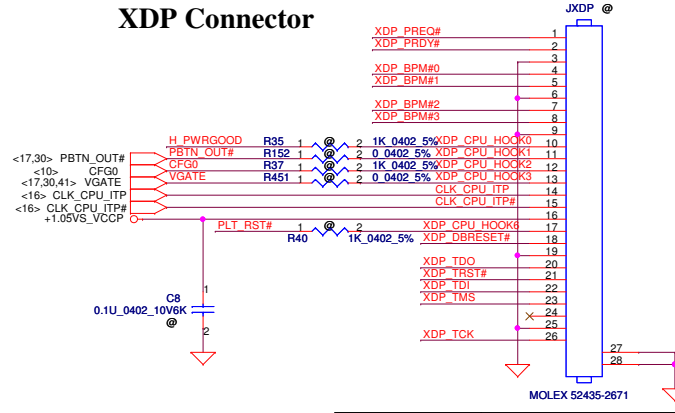 XDP Connector
JXDP @
XDP_PREQ# 1
XDP_PRDY# 2
3
XDP_BPM#0 4
XDP_BPM#1 5
6
XDP_BPM#2 7
XDP_BPM#3 8
9
H_PWRGOOD R35 1 @ 2 1K_0402_5% XDP_CPU_HOOK0 10
<17,30> PBTN_OUT# PBTN_OUT# R152 1 @ 2 0_0402_5% XDP_CPU_HOOK1 11
<10> CFG0 CFG0 R37 1 @ 2 1K_0402_5% XDP_CPU_HOOK2 12
<17,30,41> VGATE VGATE R451 1 @ 2 0_0402_5% XDP_CPU_HOOK3 13
<16> CLK_CPU_ITP CLK_CPU_ITP 14
<16> CLK_CPU_ITP# CLK_CPU_ITP# 15
+1.05VS_VCCP 16
PLT_RST# 1 @ 2 XDP_CPU_HOOK6 17
R40 1K_0402_5% XDP_DBRESET# 18
19
XDP_TDO 20
XDP_TRST# 21
XDP_TDI 22
XDP_TMS 23
24
25
XDP_TCK 26
1
C8
0.1U_0402_10V6K
@
2
27
28
MOLEX 52435-2671